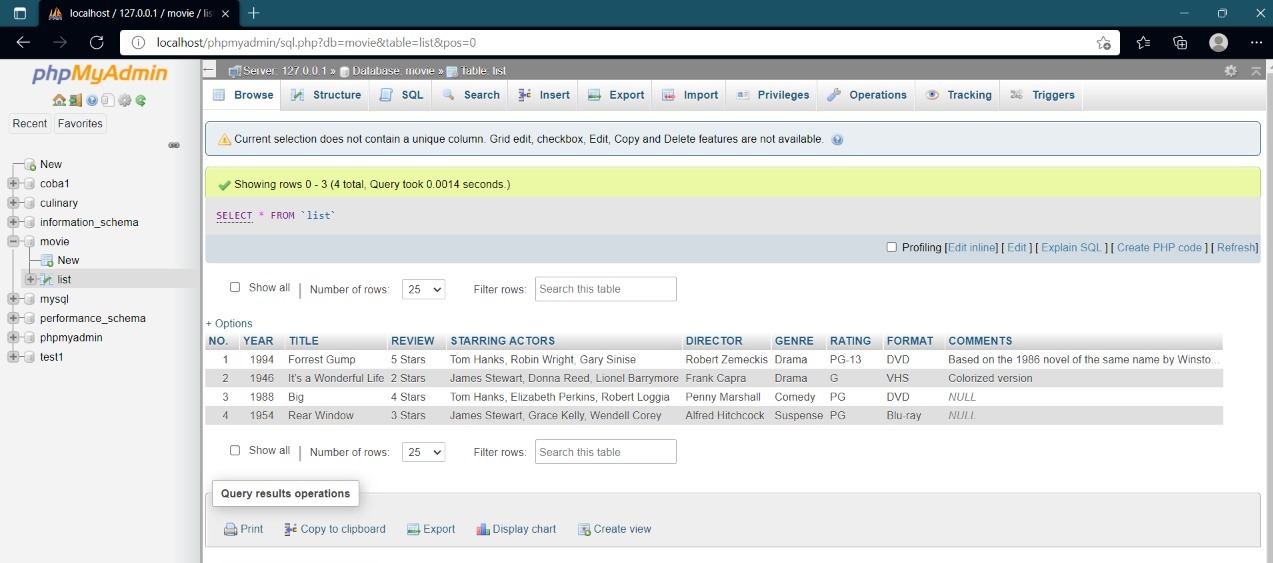 localhost / 127.0.0.1 / movie / lis
localhost/phpmyadmin/sql.php?db=movie&table=list&pos=0
phpMyAdmin
Recent Favorites
New
coba1
culinary
information_schema
movie
New
list
mysql
performance_schema
phpmyadmin
test1
Server: 127.0.0.1 » Database: movie » Table: list
Browse Structure SQL Search Insert Export Import Privileges Operations Tracking Triggers
Current selection does not contain a unique column. Grid edit, checkbox, Edit, Copy and Delete features are not available.
Showing rows 0 - 3 (4 total, Query took 0.0014 seconds.)
SELECT * FROM `list`
Profiling [Edit inline] [ Edit ] [ Explain SQL ] [ Create PHP code ] [ Refresh]
Show all | Number of rows: 25 Filter rows: Search this table
+ Options
NO. YEAR TITLE REVIEW STARRING ACTORS DIRECTOR GENRE RATING FORMAT COMMENTS
1 1994 Forrest Gump 5 Stars Tom Hanks, Robin Wright, Gary Sinise Robert Zemeckis Drama PG-13 DVD Based on the 1986 novel of the same name by Winsto...
2 1946 It's a Wonderful Life 2 Stars James Stewart, Donna Reed, Lionel Barrymore Frank Capra Drama G VHS Colorized version
3 1988 Big 4 Stars Tom Hanks, Elizabeth Perkins, Robert Loggia Penny Marshall Comedy PG DVD NULL
4 1954 Rear Window 3 Stars James Stewart, Grace Kelly, Wendell Corey Alfred Hitchcock Suspense PG Blu-ray NULL
Show all | Number of rows: 25 Filter rows: Search this table
Query results operations
Print Copy to clipboard Export Display chart Create view